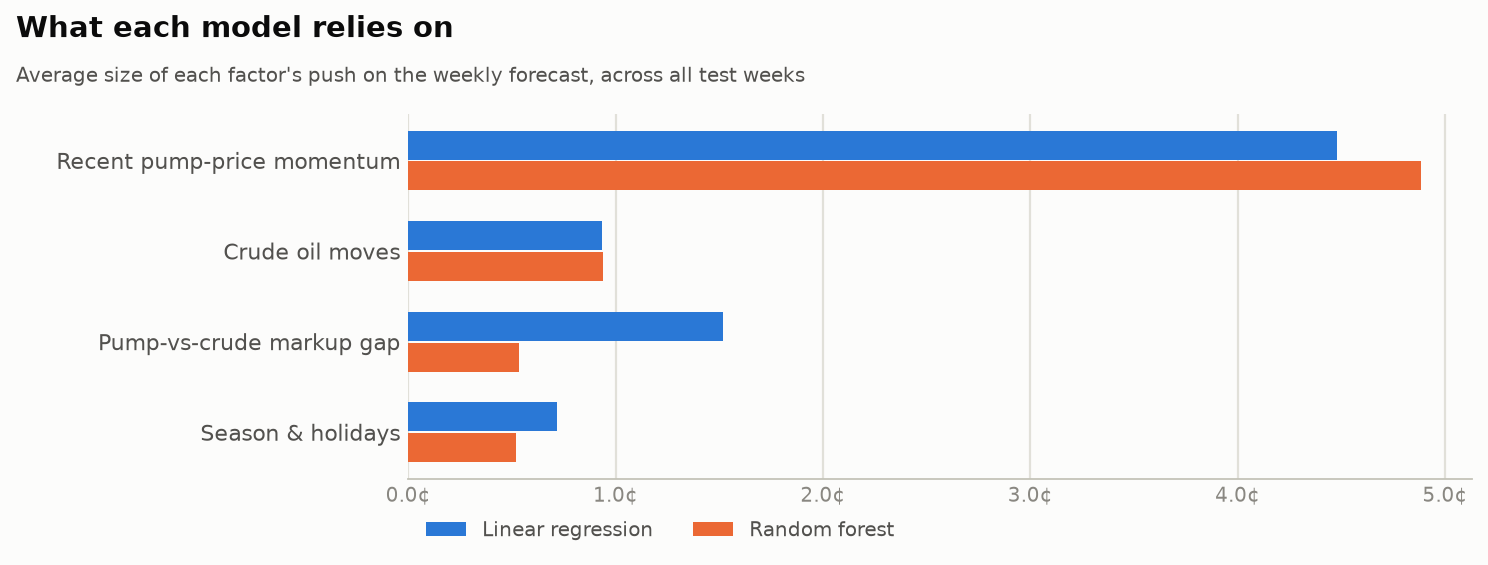 What each model relies on
Average size of each factor's push on the weekly forecast, across all test weeks
Recent pump-price momentum
Crude oil moves
Pump-vs-crude markup gap
Season & holidays
0.0¢ 1.0¢ 2.0¢ 3.0¢ 4.0¢ 5.0¢
Linear regression Random forest